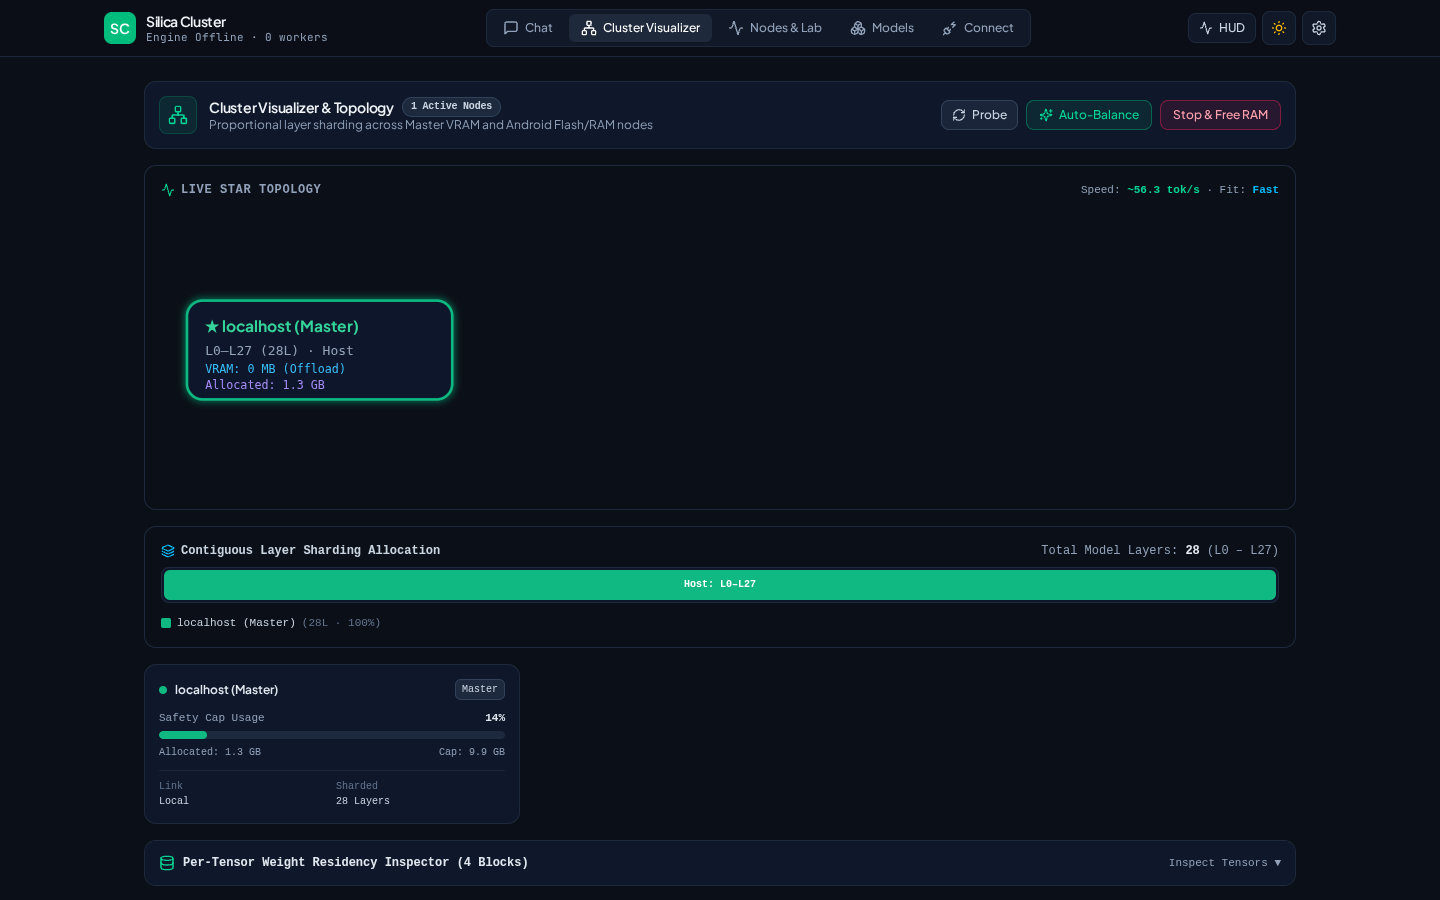 SC
Silica Cluster
Engine Offline · 0 workers
Chat
Cluster Visualizer
Nodes & Lab
Models
Connect
HUD
Cluster Visualizer & Topology
1 Active Nodes
Proportional layer sharding across Master VRAM and Android Flash/RAM nodes
Probe
Auto-Balance
Stop & Free RAM
LIVE STAR TOPOLOGY
Speed: ~56.3 tok/s · Fit: Fast
★ localhost (Master)
L0–L27 (28L) · Host
VRAM: 0 MB (Offload)
Allocated: 1.3 GB
Contiguous Layer Sharding Allocation
Total Model Layers: 28 (L0 – L27)
Host: L0–L27
localhost (Master) (28L · 100%)
localhost (Master)
Master
Safety Cap Usage
14%
Allocated: 1.3 GB
Cap: 9.9 GB
Link
Sharded
Local
28 Layers
Per-Tensor Weight Residency Inspector (4 Blocks)
Inspect Tensors ▼